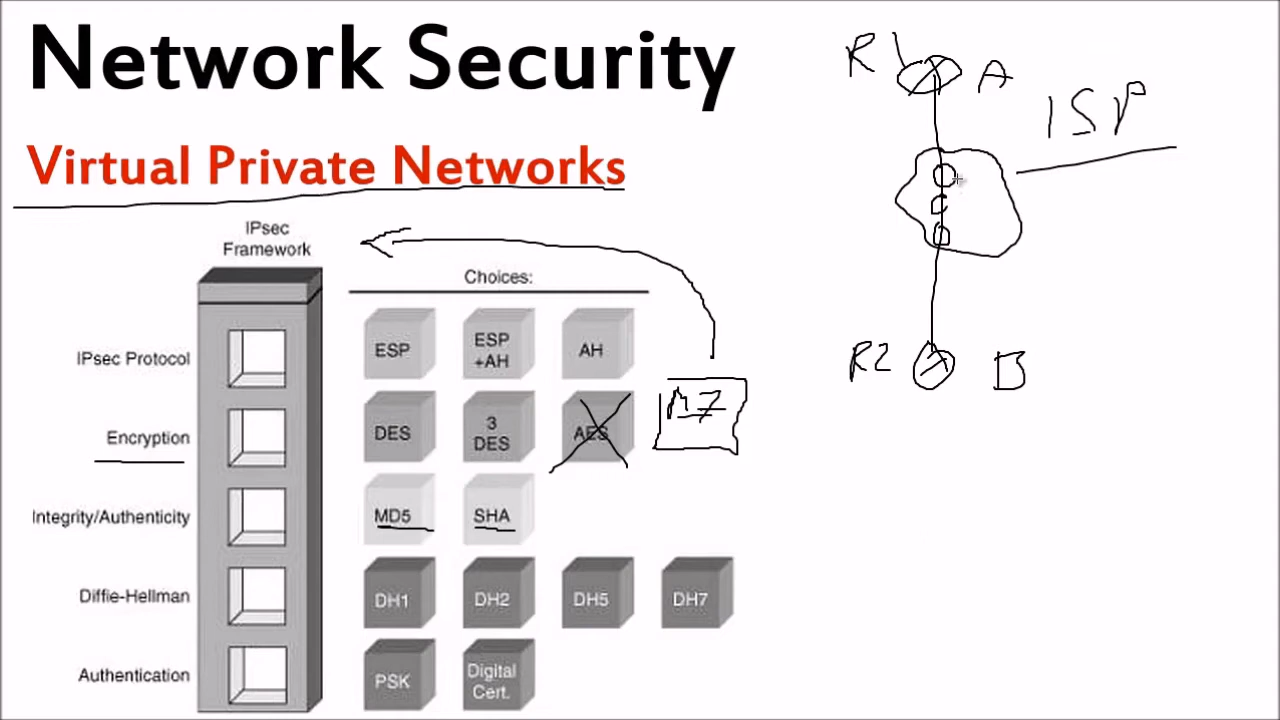 Network Security
Virtual Private Networks
IPsec
Framework
Choices:
IPsec Protocol
ESP
ESP
+AH
AH
Encryption
DES
3
DES
AES
Integrity/Authenticity
MD5
SHA
Diffie-Hellman
DH1
DH2
DH5
DH7
Authentication
PSK
Digital
Cert.
R1
A
ISP
R2
B